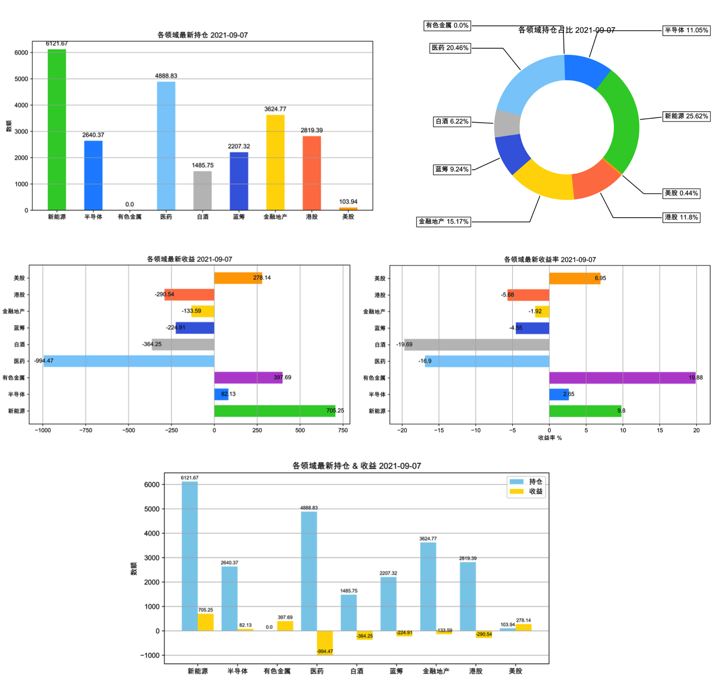 各领域最新持仓 2021-09-07
数额
6000
5000
4000
3000
2000
1000
0
6121.67
2640.37
0.0
4888.83
1485.75
2207.32
3624.77
2819.39
103.94
新能源
半导体
有色金属
医药
白酒
蓝筹
金融地产
港股
美股
各领域持仓占比 2021-09-07
有色金属 0.0%
半导体 11.05%
医药 20.46%
新能源 25.62%
白酒 6.22%
蓝筹 9.24%
美股 0.44%
港股 11.8%
金融地产 15.17%
各领域最新收益 2021-09-07
美股
278.14
港股
-290.54
金融地产
-133.59
蓝筹
-224.91
白酒
-364.25
医药
-994.47
有色金属
397.69
半导体
82.13
新能源
705.25
−1000
−750
−500
−250
0
250
500
750
各领域最新收益率 2021-09-07
美股
6.95
港股
-5.68
金融地产
-1.92
蓝筹
白酒
-19.69
医药
-16.9
有色金属
19.88
半导体
2.65
新能源
9.8
−20
−15
−10
−5
0
5
10
15
20
收益率 %
各领域最新持仓 & 收益 2021-09-07
持仓
收益
数额
6000
5000
4000
3000
2000
1000
0
−1000
6121.67
705.25
2640.37
82.13
0.0
397.69
4888.83
-994.47
1485.75
-364.25
2207.32
-224.91
3624.77
-133.59
2819.39
-290.54
103.94
278.14
新能源
半导体
有色金属
医药
白酒
蓝筹
金融地产
港股
美股